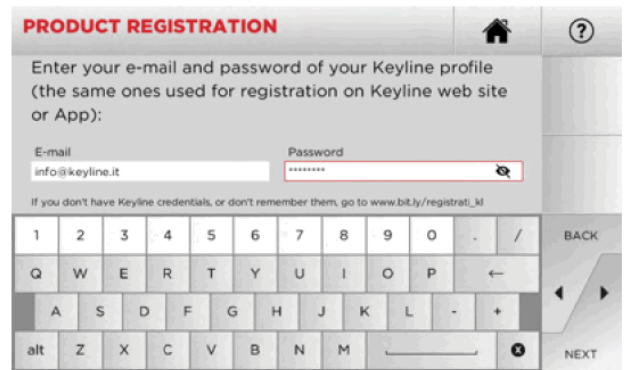 PRODUCT REGISTRATION
?
Enter your e-mail and password of your Keyline profile
(the same ones used for registration on Keyline web site
or App):
E-mail Password
info@keyline.it ********
If you don't have Keyline credentials, or don't remember them, go to www.bit.ly/registrati_kl
1 2 3 4 5 6 7 8 9 0 . /
BACK
Q W E R T Y U I O P ←
A S D F G H J K L - +
alt Z X C V B N M
NEXT